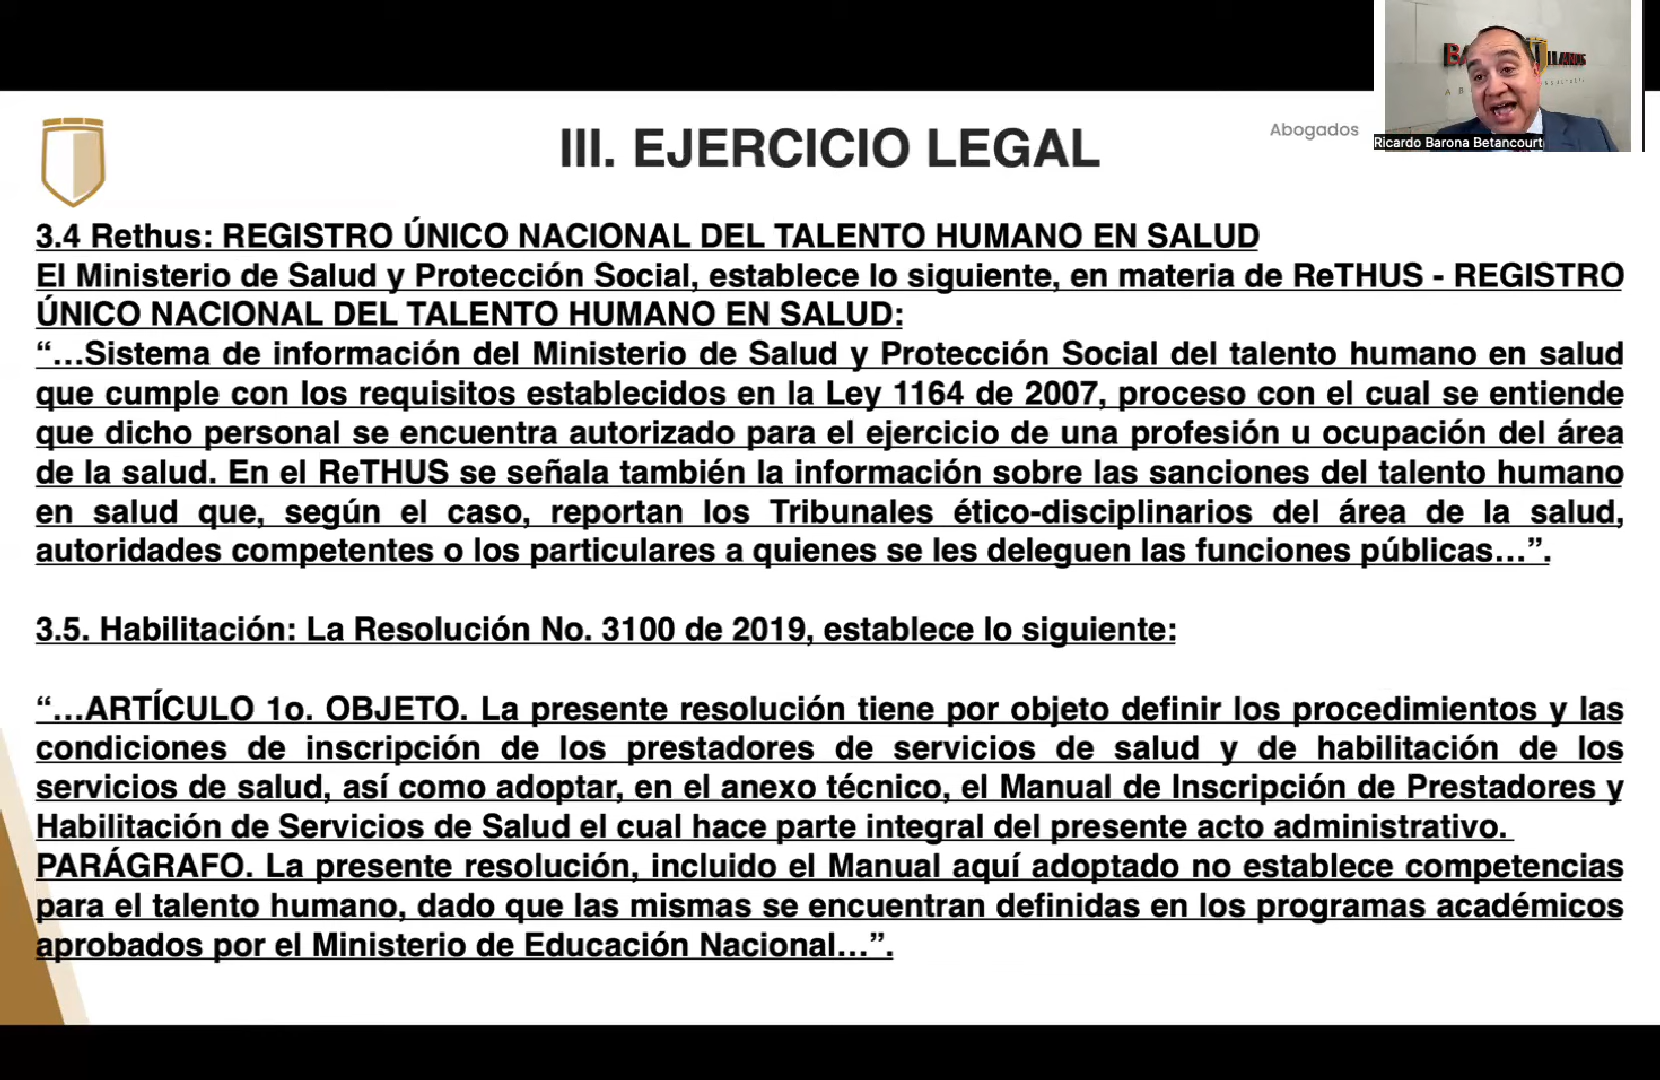 III. EJERCICIO LEGAL
Abogados
Ricardo Barona Betancourt
3.4 Rethus: REGISTRO ÚNICO NACIONAL DEL TALENTO HUMANO EN SALUD
El Ministerio de Salud y Protección Social, establece lo siguiente, en materia de ReTHUS - REGISTRO
ÚNICO NACIONAL DEL TALENTO HUMANO EN SALUD:
“…Sistema de información del Ministerio de Salud y Protección Social del talento humano en salud
que cumple con los requisitos establecidos en la Ley 1164 de 2007, proceso con el cual se entiende
que dicho personal se encuentra autorizado para el ejercicio de una profesión u ocupación del área
de la salud. En el ReTHUS se señala también la información sobre las sanciones del talento humano
en salud que, según el caso, reportan los Tribunales ético-disciplinarios del área de la salud,
autoridades competentes o los particulares a quienes se les deleguen las funciones públicas…”.
3.5. Habilitación: La Resolución No. 3100 de 2019, establece lo siguiente:
“…ARTÍCULO 1o. OBJETO. La presente resolución tiene por objeto definir los procedimientos y las
condiciones de inscripción de los prestadores de servicios de salud y de habilitación de los
servicios de salud, así como adoptar, en el anexo técnico, el Manual de Inscripción de Prestadores y
Habilitación de Servicios de Salud el cual hace parte integral del presente acto administrativo.
PARÁGRAFO. La presente resolución, incluido el Manual aquí adoptado no establece competencias
para el talento humano, dado que las mismas se encuentran definidas en los programas académicos
aprobados por el Ministerio de Educación Nacional…”.